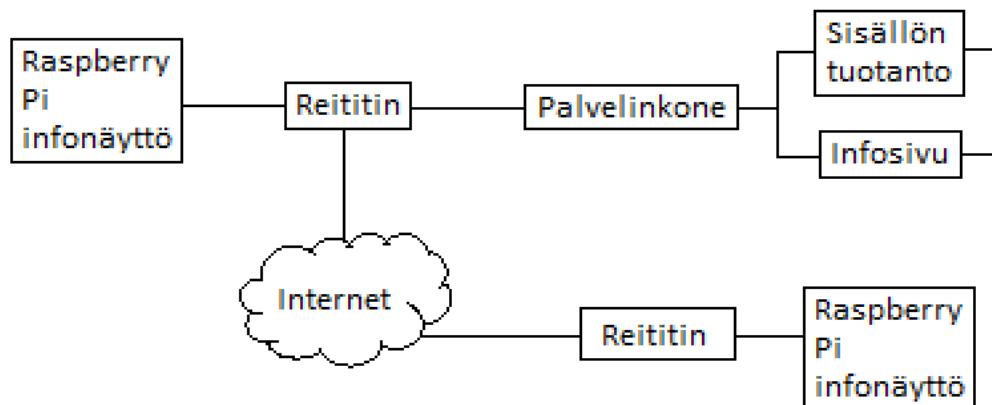 Raspberry
Pi
infonäyttö
Reititin
Palvelinkone
Sisällön
tuotanto
Infosivu
Internet
Reititin
Raspberry
Pi
infonäyttö